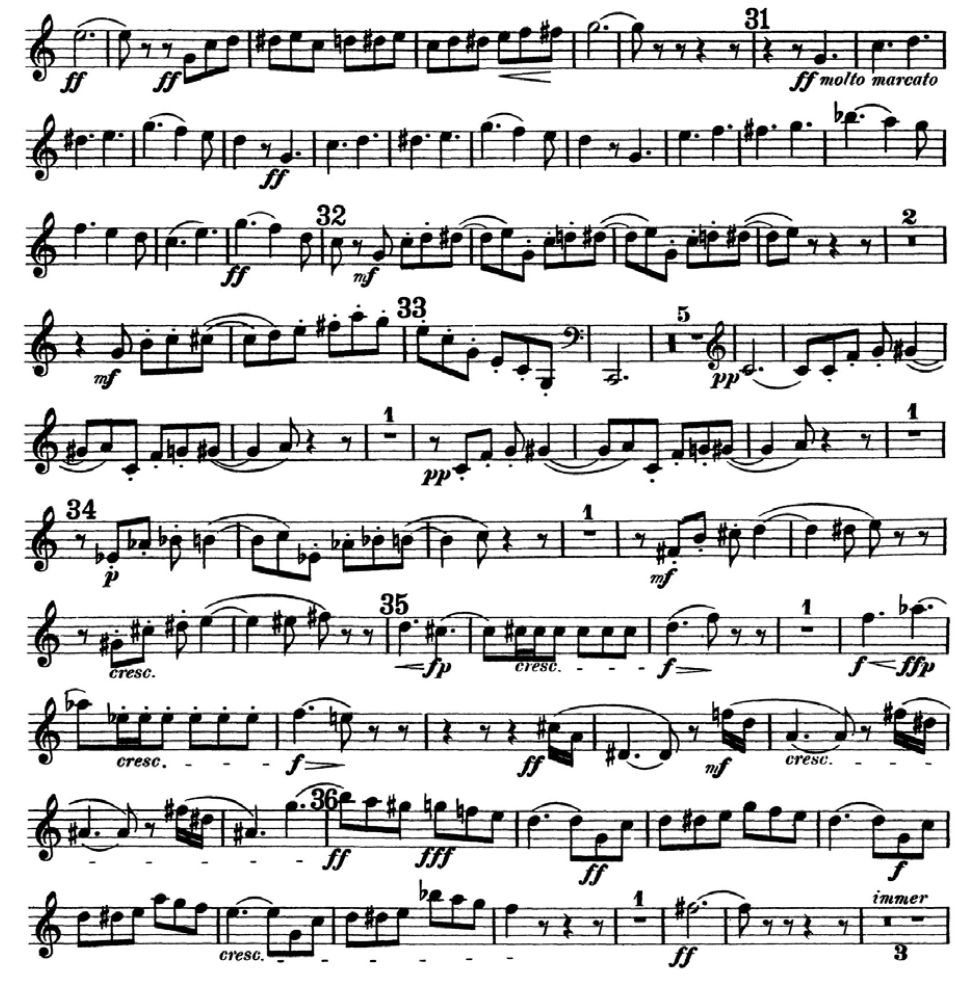 31
ff ff ff molto marcato
ff
32 2
ff mf
33 5
mf pp
1 1
pp
34 1
p mf
35 1
cresc. fp cresc. f f ffp
cresc. f ff mf cresc.
36
ff fff ff f
1 immer
cresc. ff 3